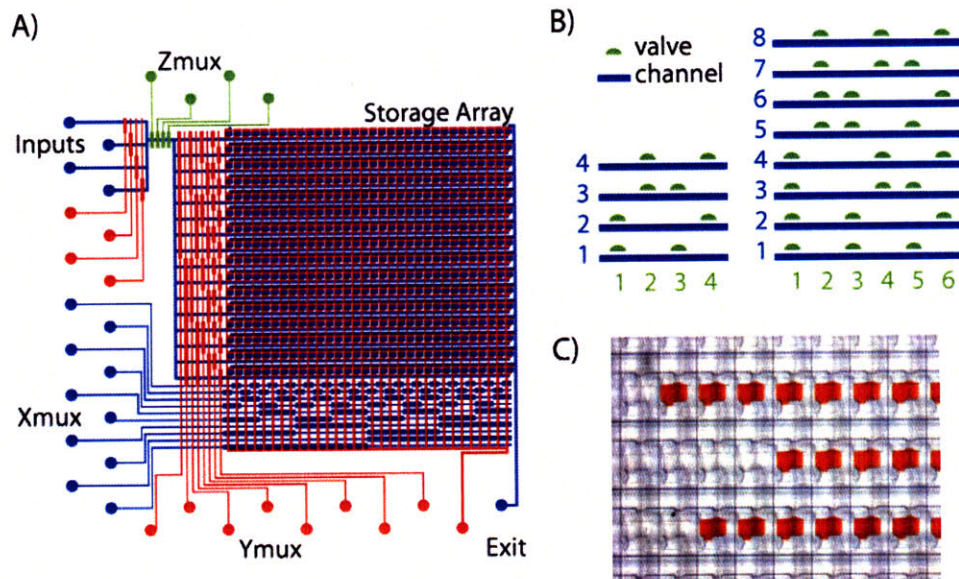 A)
Zmux
Storage Array
Inputs
Xmux
Ymux
Exit
B)
valve
channel
4
3
2
1
1 2 3 4
8
7
6
5
4
3
2
1
1 2 3 4 5 6
C)